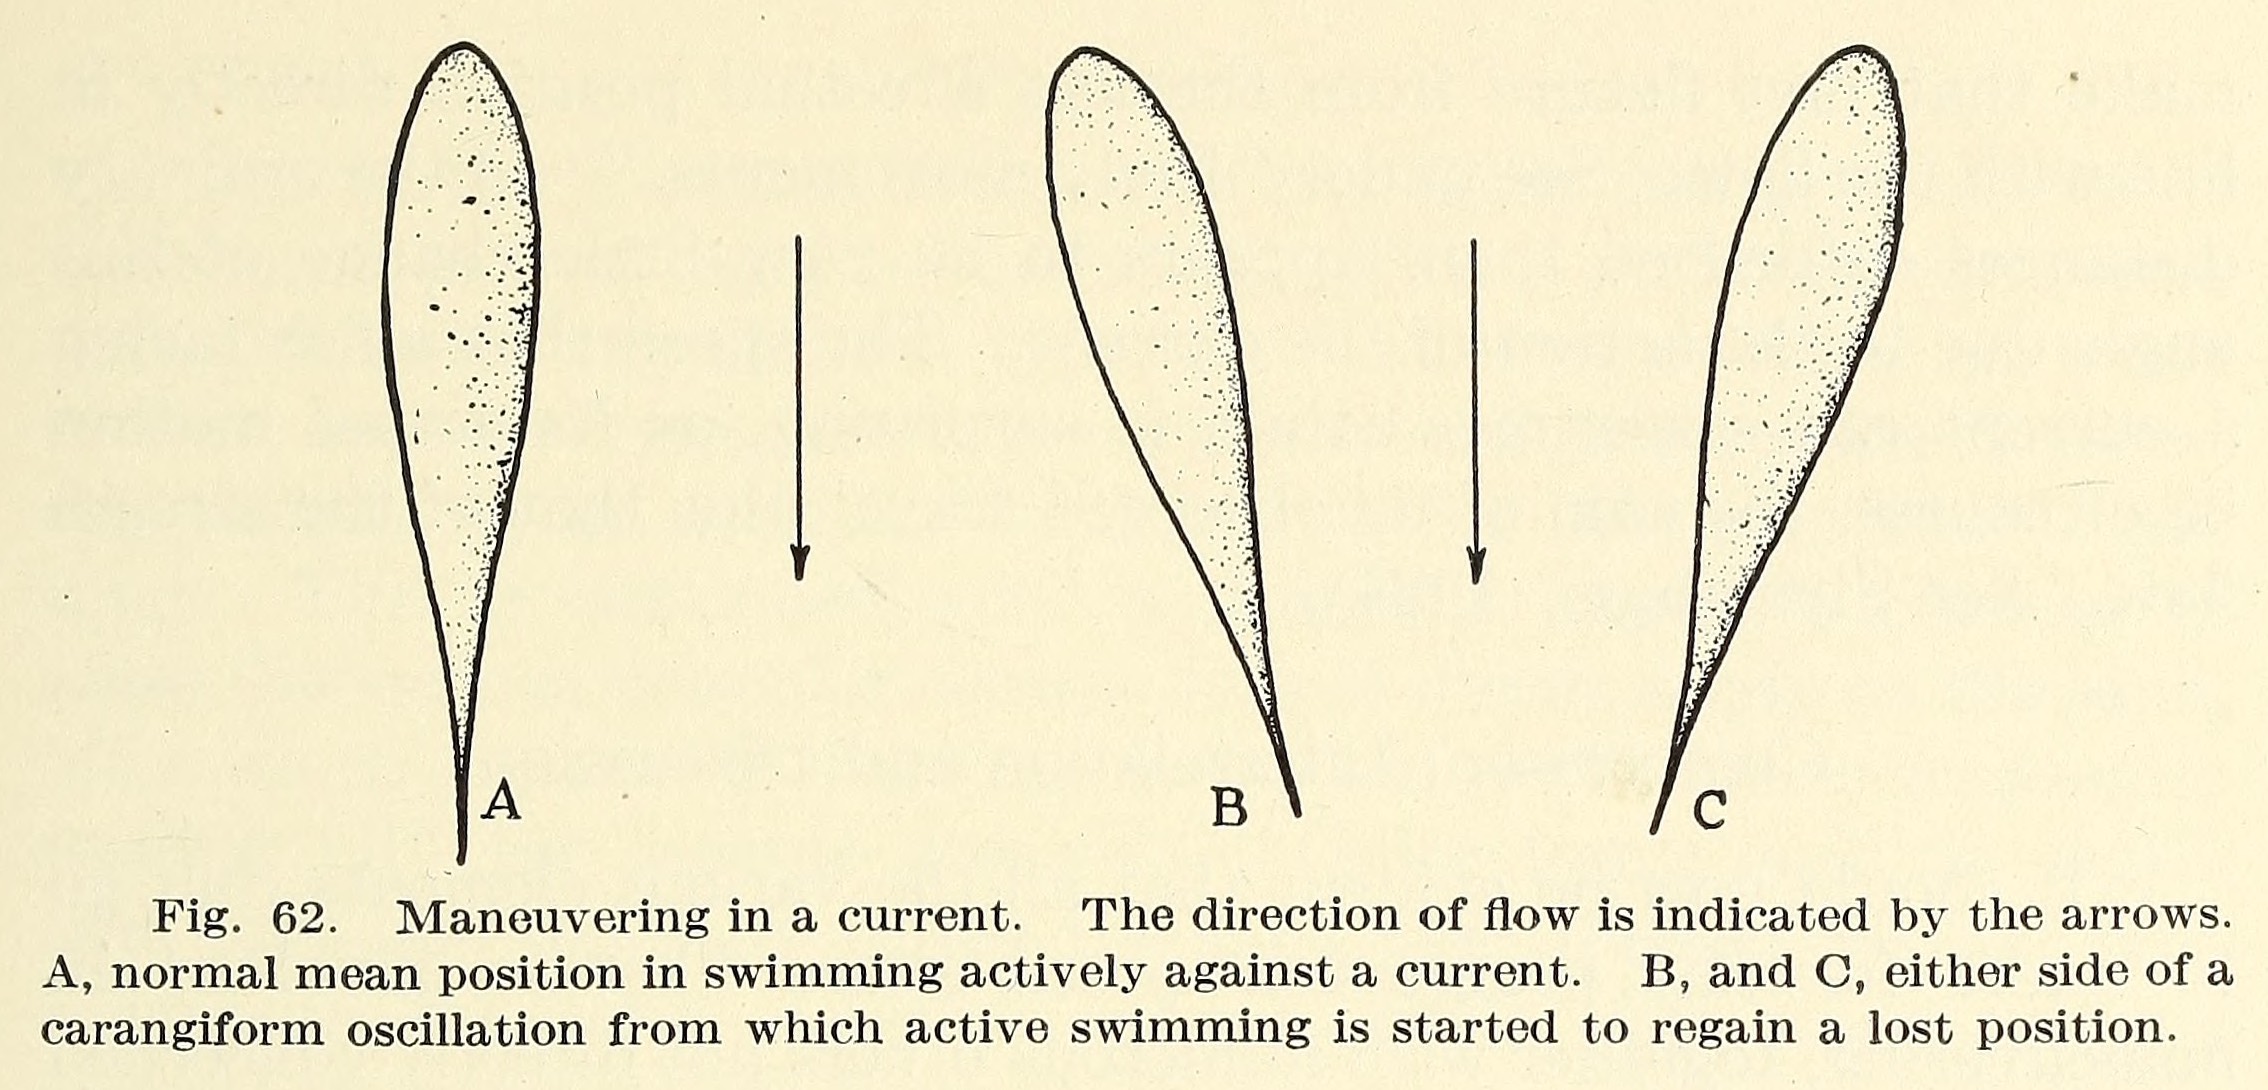 A
B
C
Fig. 62. Maneuvering in a current. The direction of flow is indicated by the arrows.
A, normal mean position in swimming actively against a current. B, and C, either side of a
carangiform oscillation from which active swimming is started to regain a lost position.